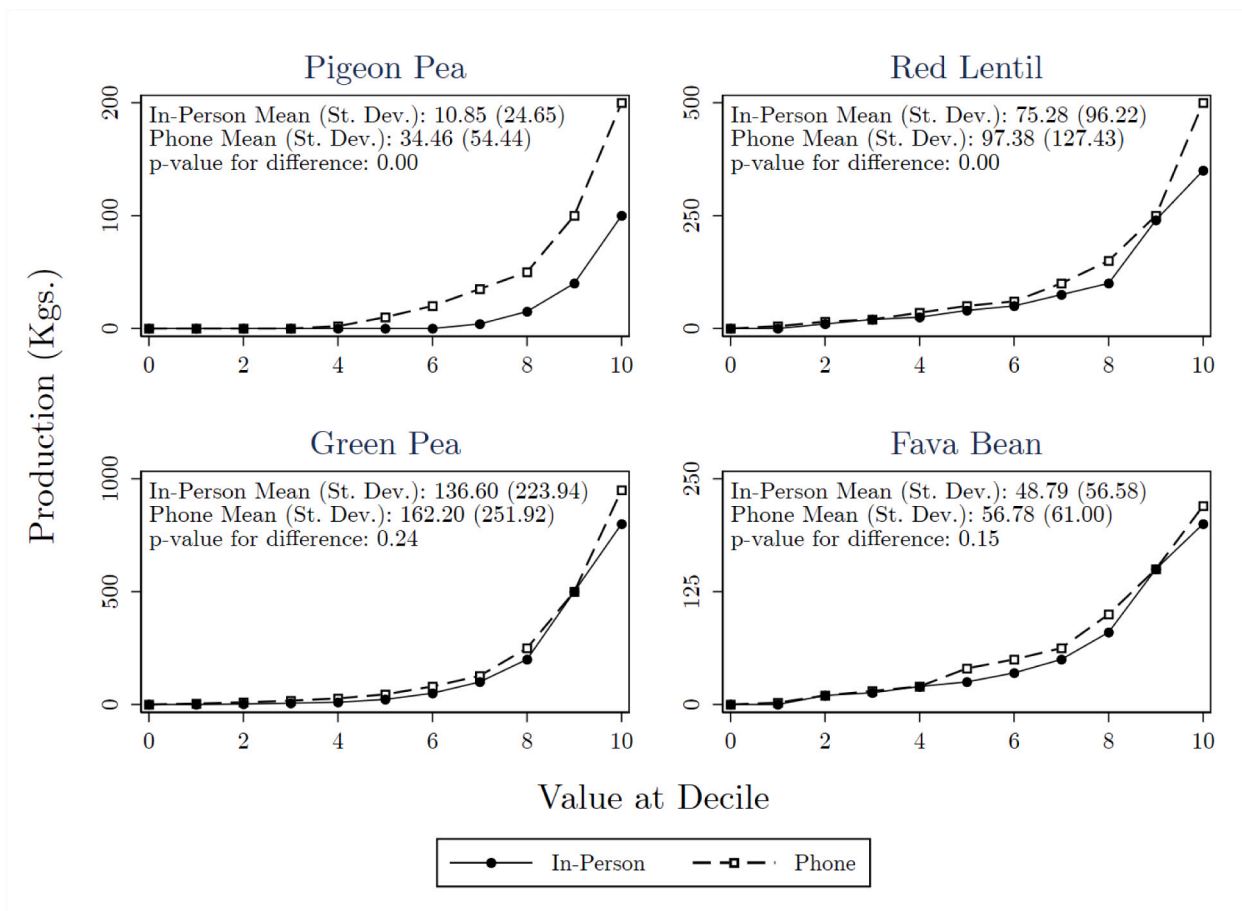 Pigeon Pea
In-Person Mean (St. Dev.): 10.85 (24.65)
Phone Mean (St. Dev.): 34.46 (54.44)
p-value for difference: 0.00
200
100
0
0 2 4 6 8 10
Red Lentil
In-Person Mean (St. Dev.): 75.28 (96.22)
Phone Mean (St. Dev.): 97.38 (127.43)
p-value for difference: 0.00
500
250
0
0 2 4 6 8 10
Green Pea
In-Person Mean (St. Dev.): 136.60 (223.94)
Phone Mean (St. Dev.): 162.20 (251.92)
p-value for difference: 0.24
1000
500
0
0 2 4 6 8 10
Fava Bean
In-Person Mean (St. Dev.): 48.79 (56.58)
Phone Mean (St. Dev.): 56.78 (61.00)
p-value for difference: 0.15
250
125
0
0 2 4 6 8 10
Production (Kgs.)
Value at Decile
In-Person
Phone